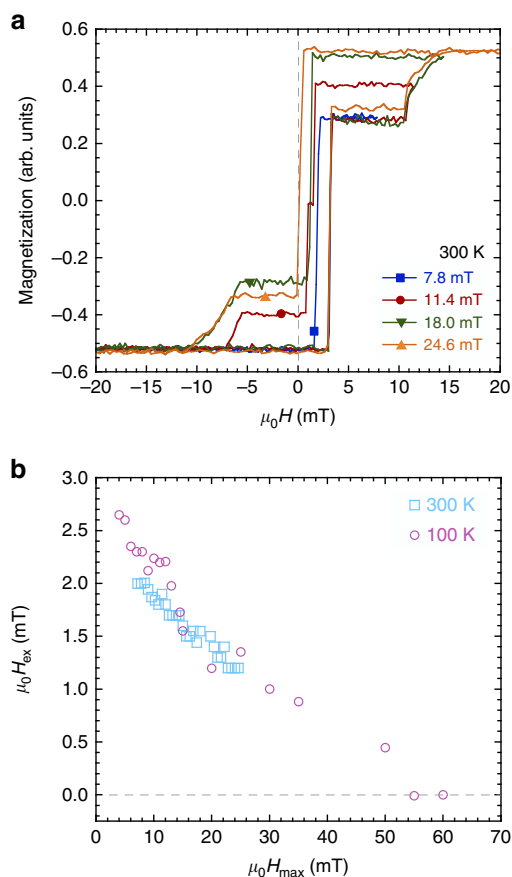 a
0.6
0.4
0.2
0.0
−0.2
−0.4
−0.6
Magnetization (arb. units)
300 K
7.8 mT
11.4 mT
18.0 mT
24.6 mT
−20 −15 −10 −5 0 5 10 15 20
μ0H (mT)
b
3.0
2.5
2.0
1.5
1.0
0.5
0.0
μ0Hex (mT)
300 K
100 K
0 10 20 30 40 50 60 70
μ0Hmax (mT)